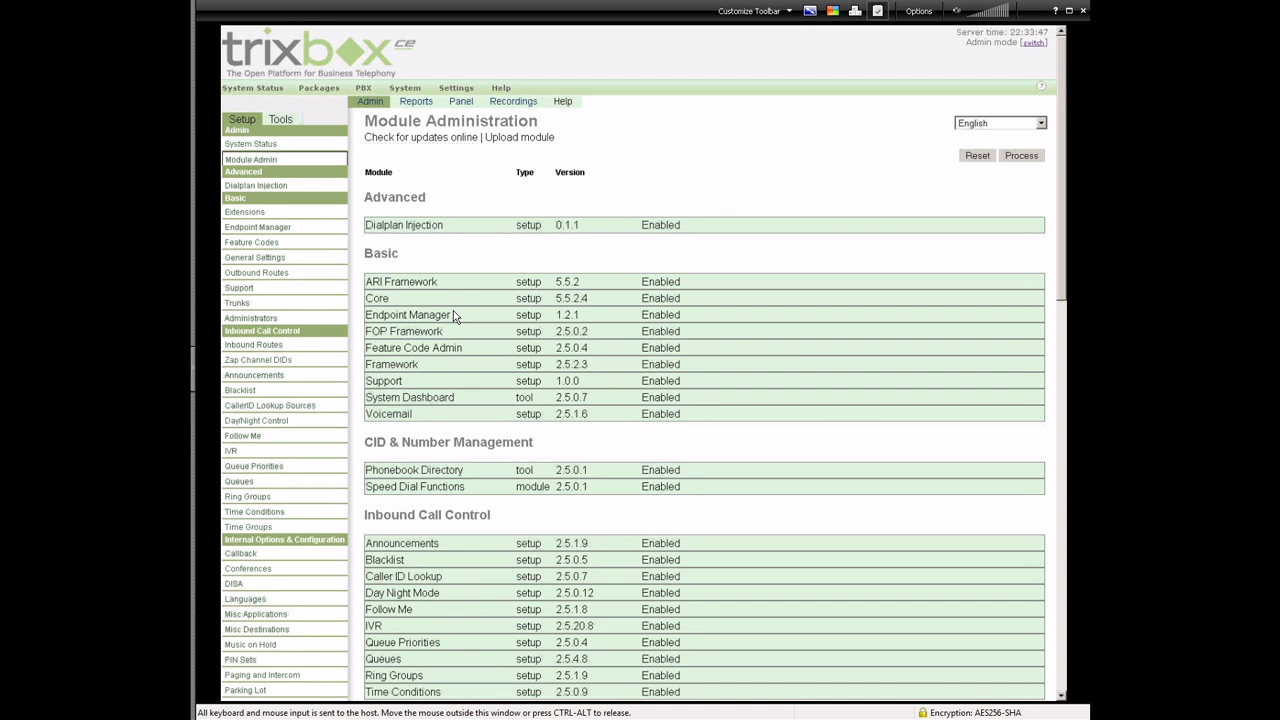 Customize Toolbar
Options
? 
trixbox ce
The Open Platform for Business Telephony
Server time: 22:33:47
Admin mode [switch]
System Status Packages PBX System Settings Help
?
Admin Reports Panel Recordings Help
Setup Tools
Admin
System Status
Module Admin
Advanced
Dialplan Injection
Basic
Extensions
Endpoint Manager
Feature Codes
General Settings
Outbound Routes
Support
Trunks
Administrators
Inbound Call Control
Inbound Routes
Zap Channel DIDs
Announcements
Blacklist
CallerID Lookup Sources
Day/Night Control
Follow Me
IVR
Queue Priorities
Queues
Ring Groups
Time Conditions
Time Groups
Internal Options & Configuration
Callback
Conferences
DISA
Languages
Misc Applications
Misc Destinations
Music on Hold
PIN Sets
Paging and Intercom
Parking Lot
Module Administration
English
Check for updates online | Upload module
Reset Process
Module Type Version
Advanced
Dialplan Injection setup 0.1.1 Enabled
Basic
ARI Framework setup 5.5.2 Enabled
Core setup 5.5.2.4 Enabled
Endpoint Manager setup 1.2.1 Enabled
FOP Framework setup 2.5.0.2 Enabled
Feature Code Admin setup 2.5.0.4 Enabled
Framework setup 2.5.2.3 Enabled
Support setup 1.0.0 Enabled
System Dashboard tool 2.5.0.7 Enabled
Voicemail setup 2.5.1.6 Enabled
CID & Number Management
Phonebook Directory tool 2.5.0.1 Enabled
Speed Dial Functions module 2.5.0.1 Enabled
Inbound Call Control
Announcements setup 2.5.1.9 Enabled
Blacklist setup 2.5.0.5 Enabled
Caller ID Lookup setup 2.5.0.7 Enabled
Day Night Mode setup 2.5.0.12 Enabled
Follow Me setup 2.5.1.8 Enabled
IVR setup 2.5.20.8 Enabled
Queue Priorities setup 2.5.0.4 Enabled
Queues setup 2.5.4.8 Enabled
Ring Groups setup 2.5.1.9 Enabled
Time Conditions setup 2.5.0.9 Enabled
All keyboard and mouse input is sent to the host. Move the mouse outside this window or press CTRL-ALT to release.
Encryption: AES256-SHA